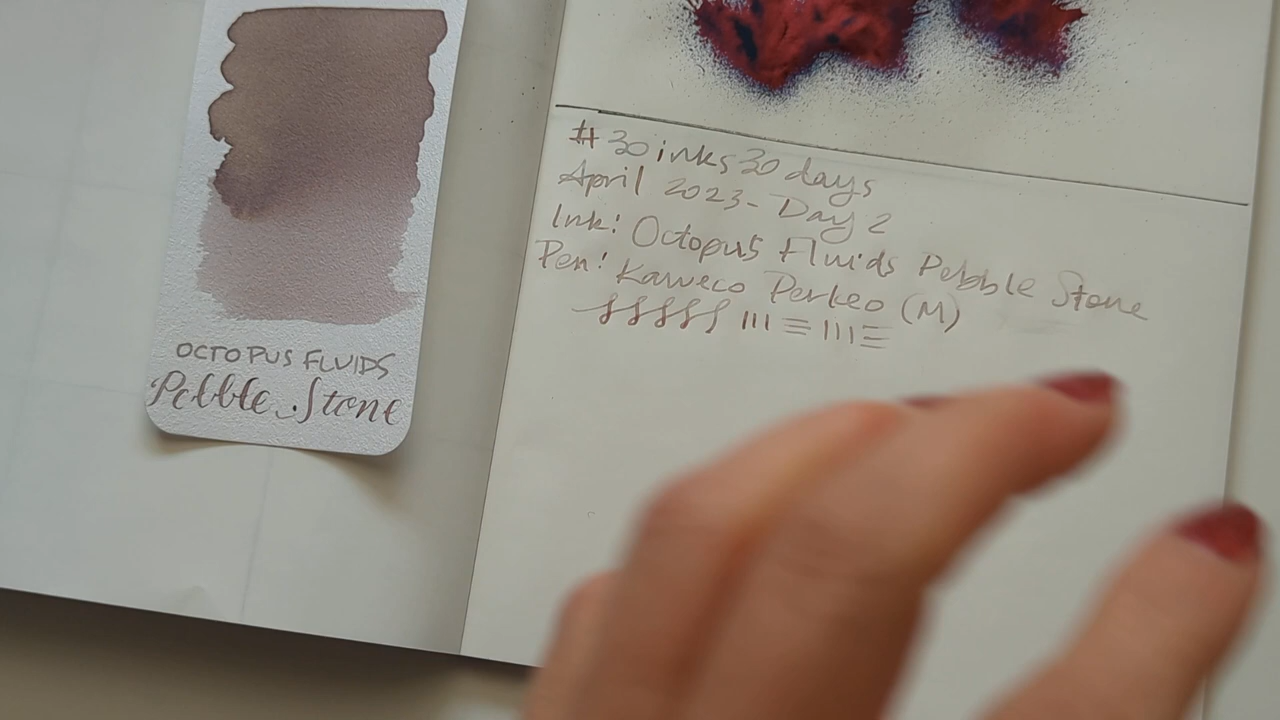 OCTOPUS FLUIDS
Pebble Stone
#30inks30days
April 2023 - Day 2
Ink: Octopus Fluids Pebble Stone
Pen: Kaweco Perkeo (M)